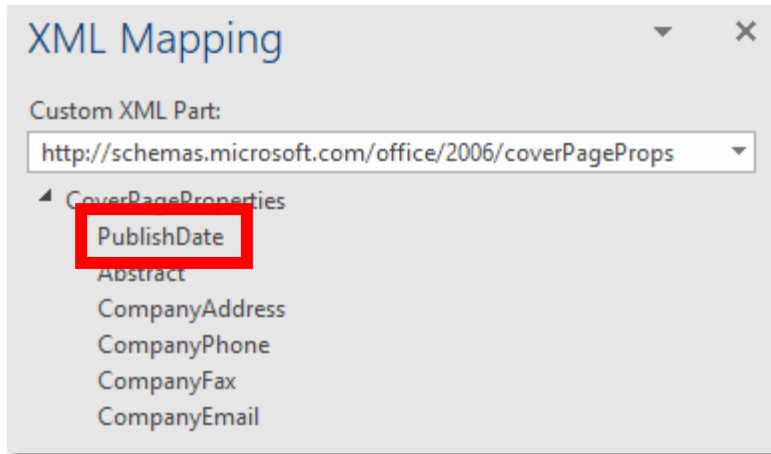 XML Mapping
Custom XML Part:
http://schemas.microsoft.com/office/2006/coverPageProps
CoverPageProperties
PublishDate
Abstract
CompanyAddress
CompanyPhone
CompanyFax
CompanyEmail